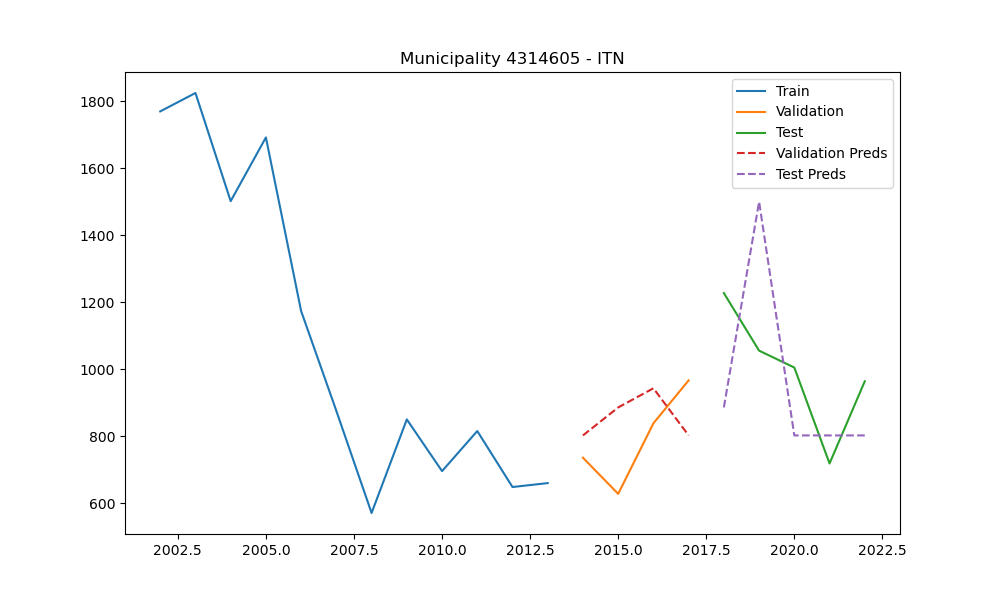 Municipality 4314605 - ITN
Train
Validation
Test
Validation Preds
Test Preds
1800
1600
1400
1200
1000
800
600
2002.5 2005.0 2007.5 2010.0 2012.5 2015.0 2017.5 2020.0 2022.5